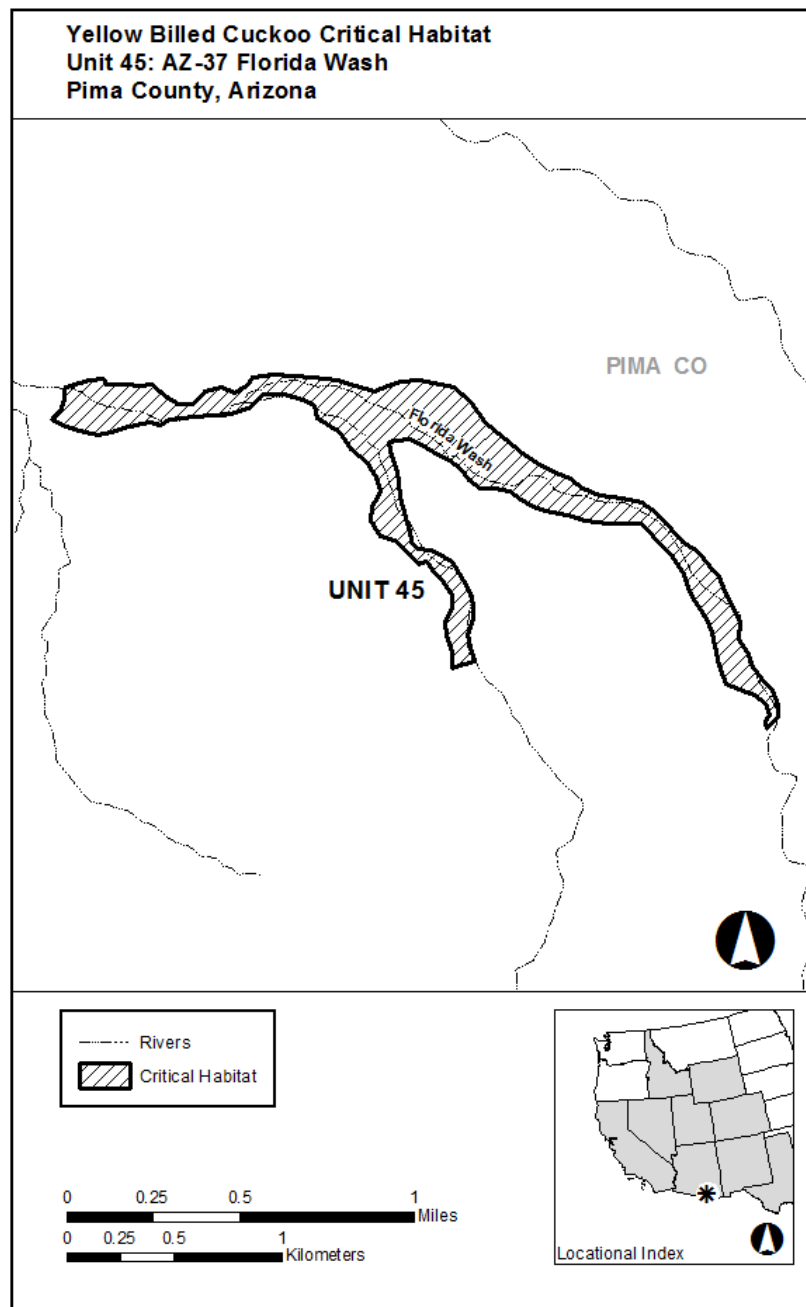 Yellow Billed Cuckoo Critical Habitat
Unit 45: AZ-37 Florida Wash
Pima County, Arizona
PIMA CO
Florida Wash
UNIT 45
Rivers
Critical Habitat
0 0.25 0.5 1
Miles
0 0.25 0.5 1
Kilometers
Locational Index